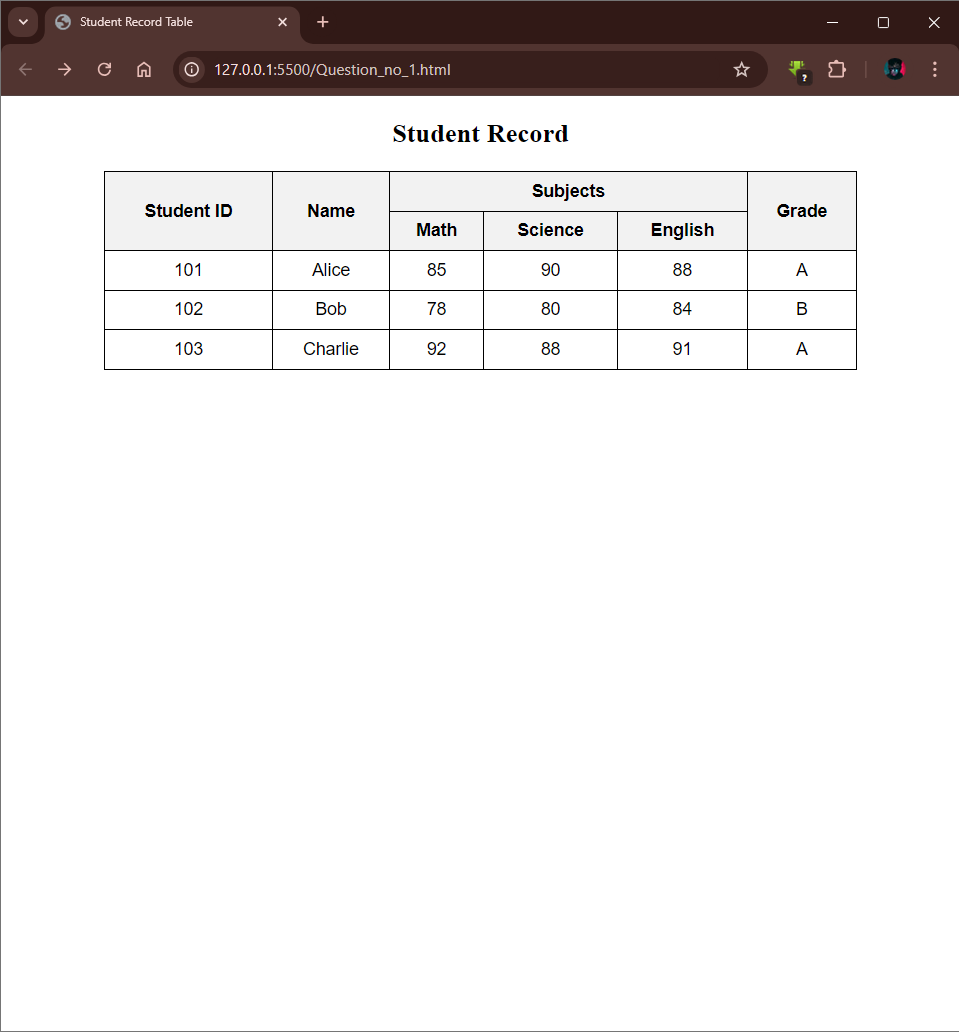 Student Record Table
127.0.0.1:5500/Question_no_1.html
?
Student Record
Student ID Name Subjects Grade
Math Science English
101 Alice 85 90 88 A
102 Bob 78 80 84 B
103 Charlie 92 88 91 A